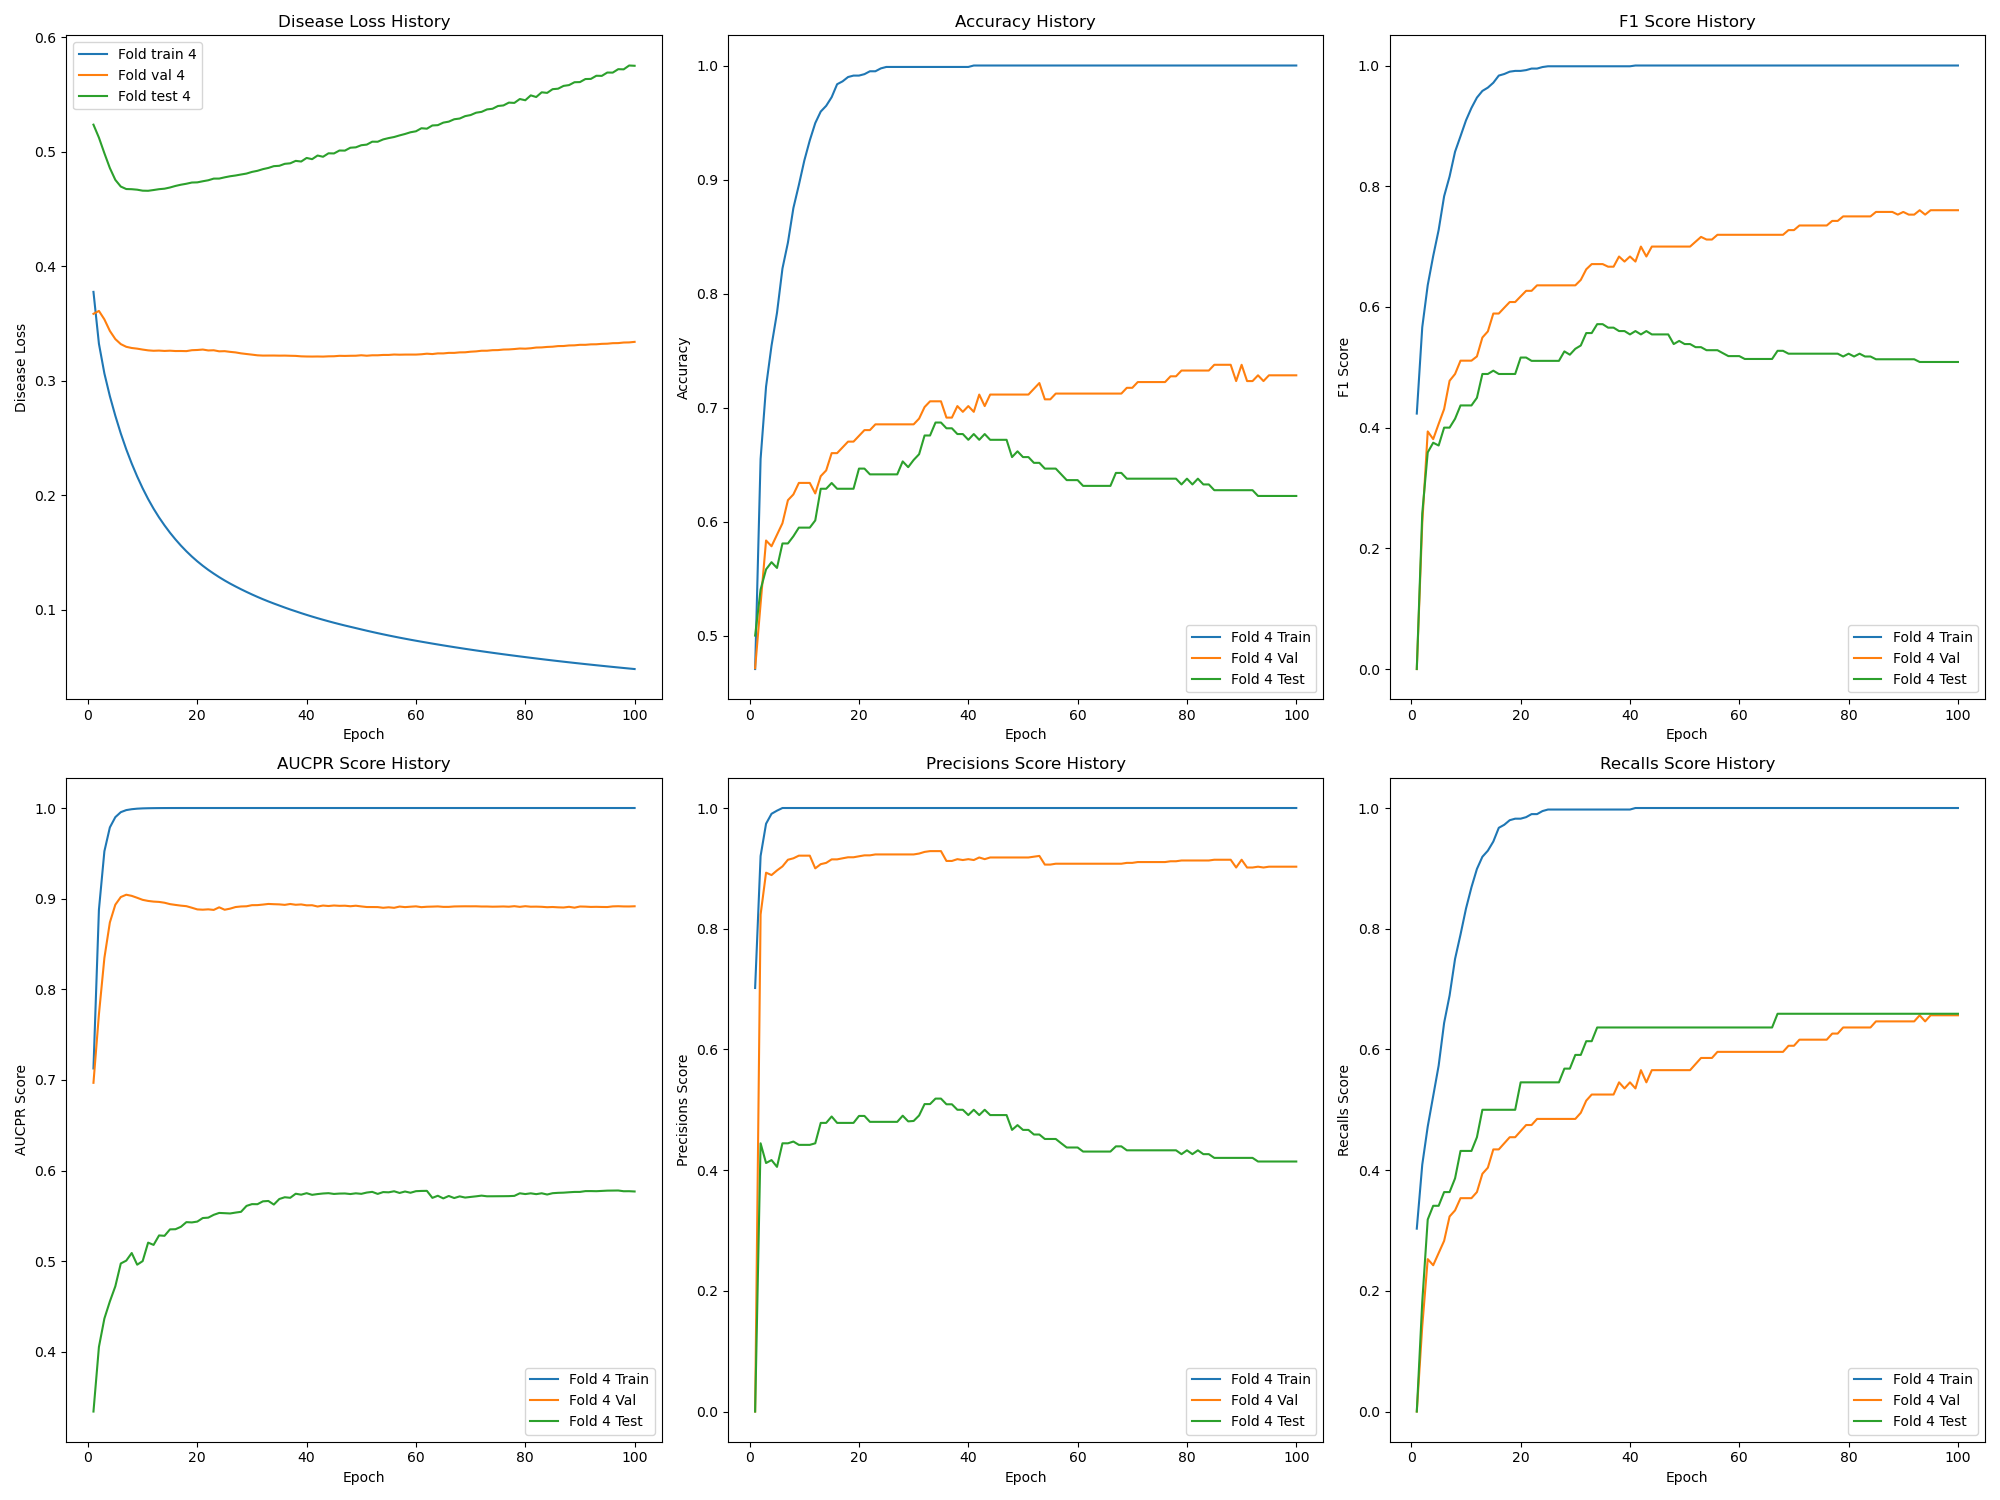 Disease Loss History
Disease Loss
0.6
0.5
0.4
0.3
0.2
0.1
Fold train 4
Fold val 4
Fold test 4
0 20 40 60 80 100
Epoch
Accuracy History
Accuracy
1.0
0.9
0.8
0.7
0.6
0.5
Fold 4 Train
Fold 4 Val
Fold 4 Test
0 20 40 60 80 100
Epoch
F1 Score History
F1 Score
1.0
0.8
0.6
0.4
0.2
0.0
Fold 4 Train
Fold 4 Val
Fold 4 Test
0 20 40 60 80 100
Epoch
AUCPR Score History
AUCPR Score
1.0
0.9
0.8
0.7
0.6
0.5
0.4
Fold 4 Train
Fold 4 Val
Fold 4 Test
0 20 40 60 80 100
Epoch
Precisions Score History
Precisions Score
1.0
0.8
0.6
0.4
0.2
0.0
Fold 4 Train
Fold 4 Val
Fold 4 Test
0 20 40 60 80 100
Epoch
Recalls Score History
Recalls Score
1.0
0.8
0.6
0.4
0.2
0.0
Fold 4 Train
Fold 4 Val
Fold 4 Test
0 20 40 60 80 100
Epoch